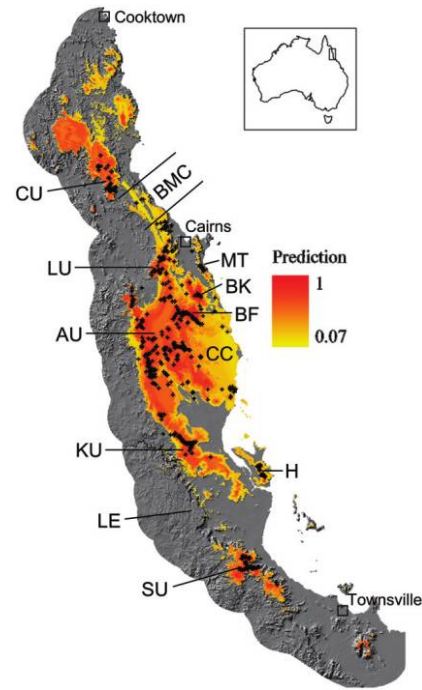 Cooktown
CU
BMC
Cairns
LU
MT
BK
BF
AU
CC
Prediction
1
0.07
KU
H
LE
SU
Townsville